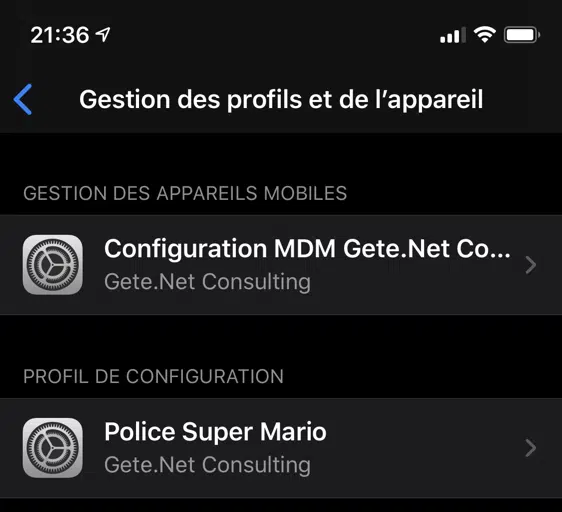 21:36
Gestion des profils et de l’appareil
GESTION DES APPAREILS MOBILES
Configuration MDM Gete.Net Co...
Gete.Net Consulting
PROFIL DE CONFIGURATION
Police Super Mario
Gete.Net Consulting